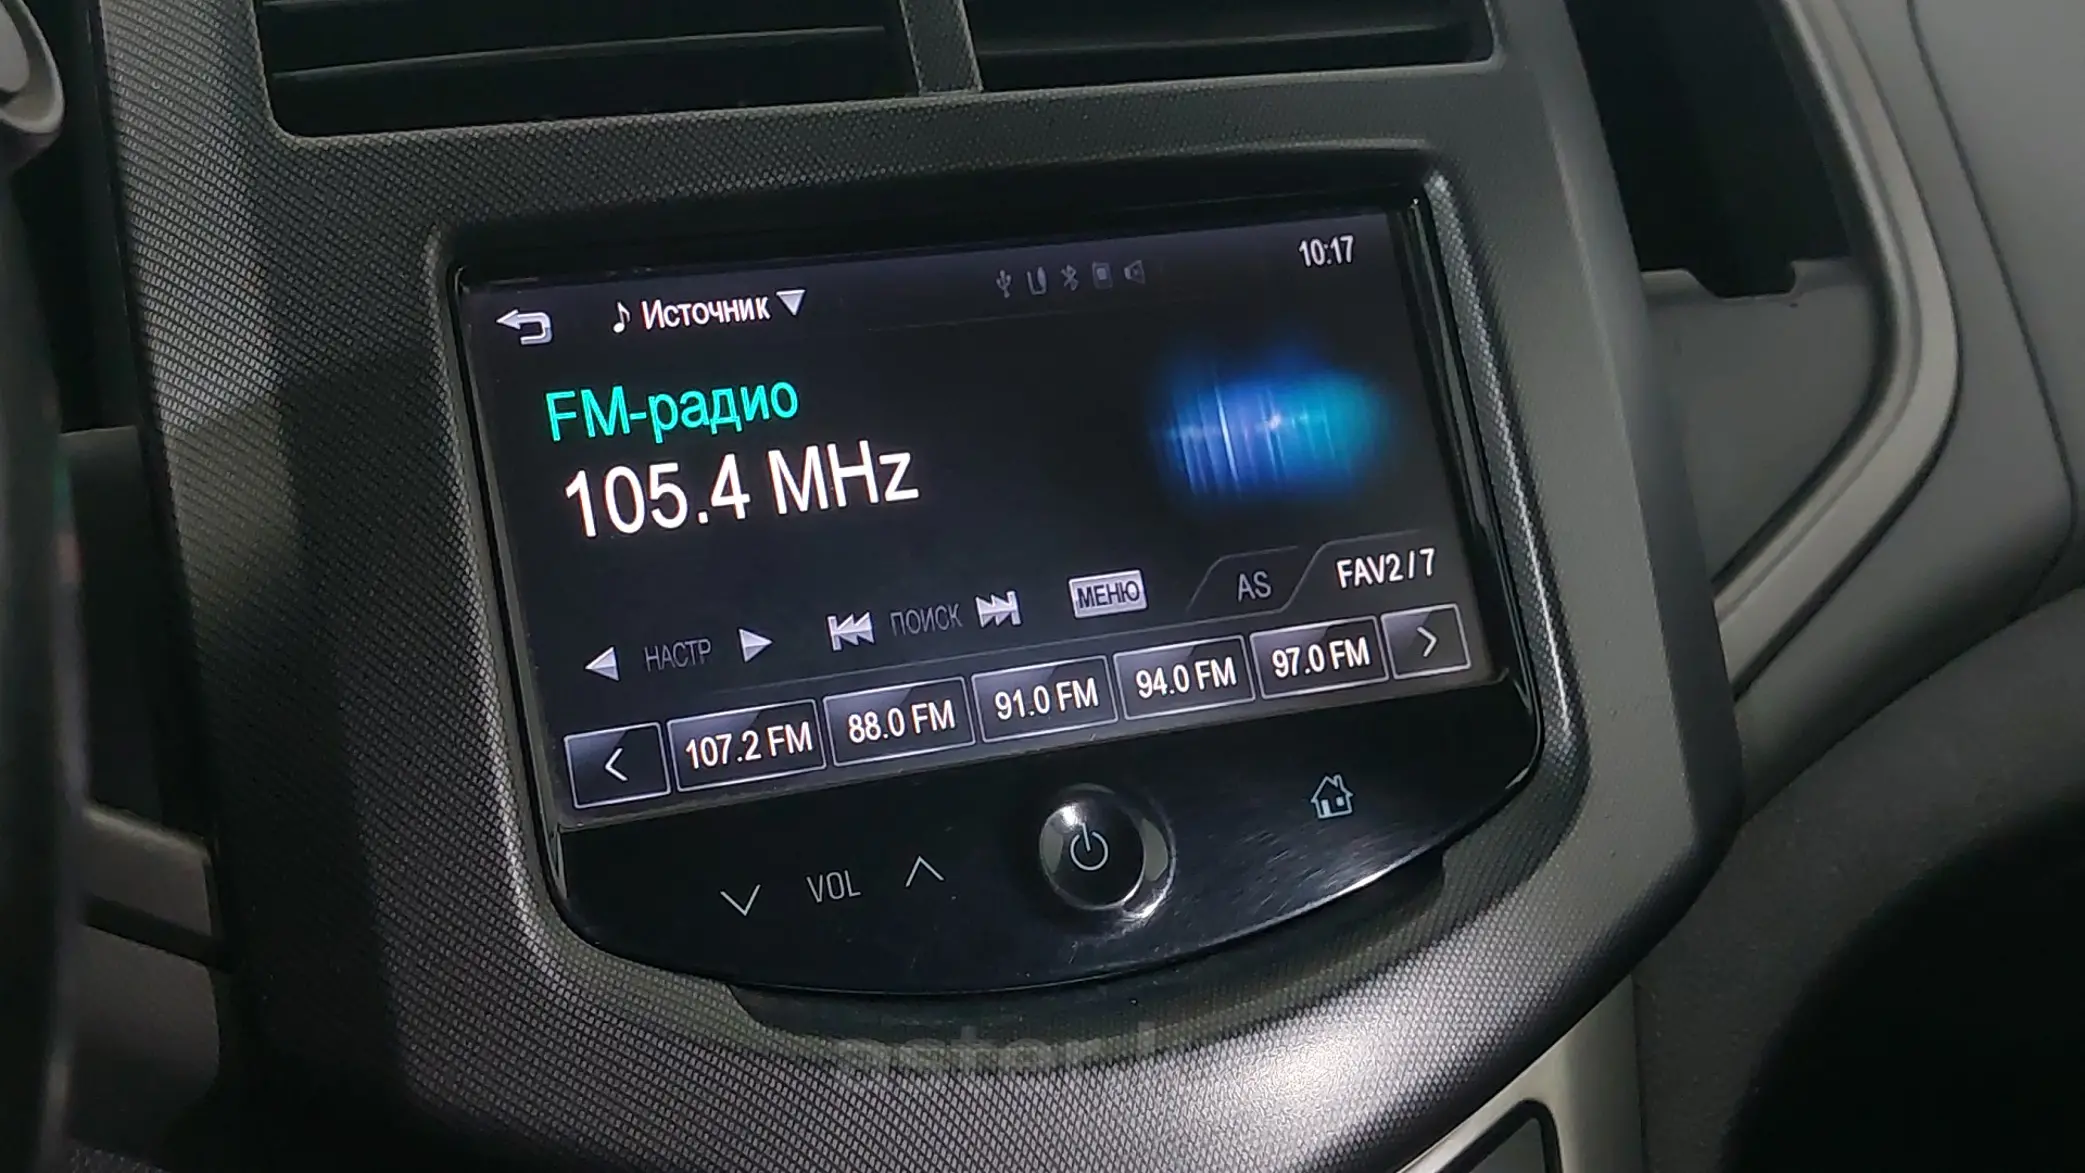 10:17
Источник
FM-радио
105.4 MHz
НАСТР ПОИСК МЕНЮ AS FAV2/7
< 107.2 FM 88.0 FM 91.0 FM 94.0 FM 97.0 FM >
VOL